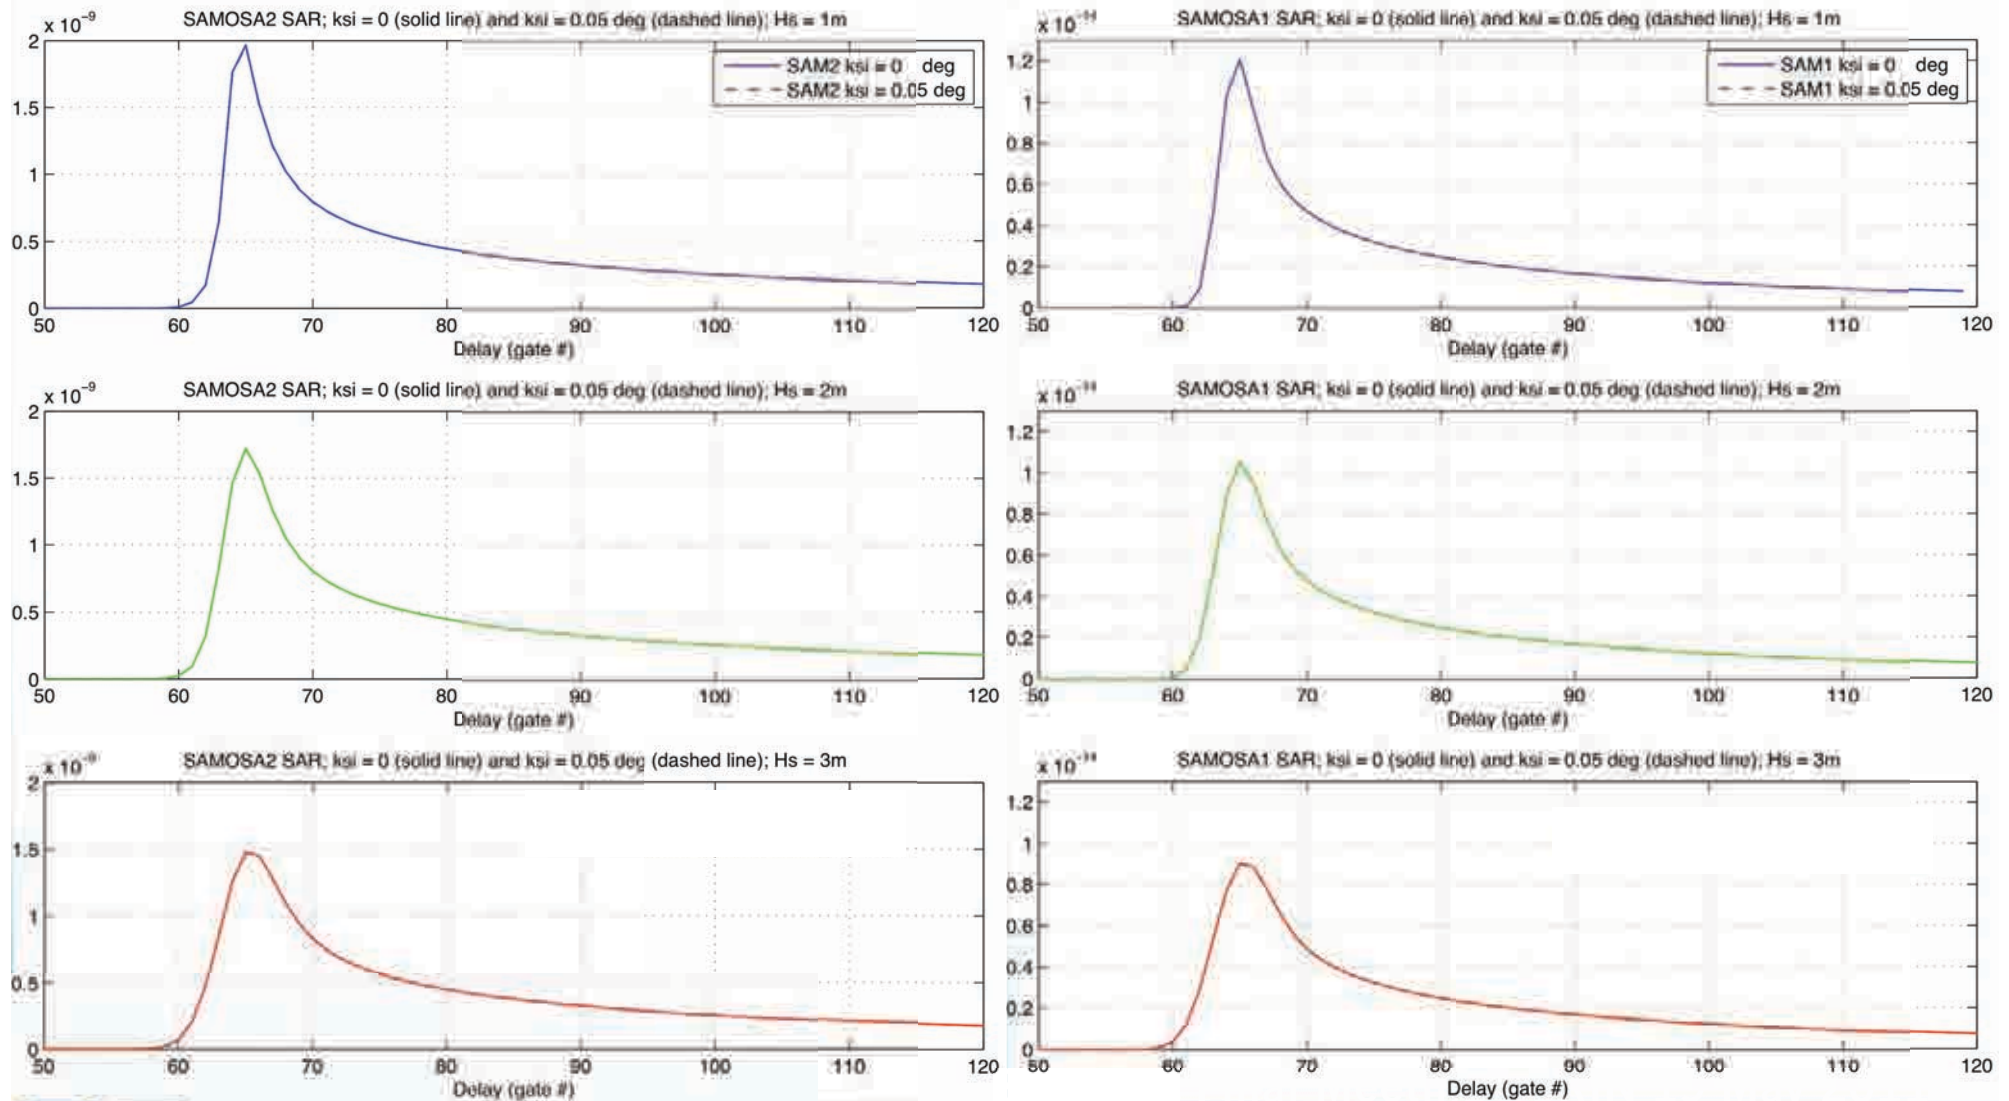 SAMOSA2 SAR; ksi = 0 (solid line) and ksi = 0.05 deg (dashed line); Hs = 1m
x 10⁻⁹
2
1.5
1
0.5
0
SAM2 ksi = 0 deg
SAM2 ksi = 0.05 deg
50 60 70 80 90 100 110 120
Delay (gate #)
SAMOSA1 SAR; ksi = 0 (solid line) and ksi = 0.05 deg (dashed line); Hs = 1m
1.2
1
0.8
0.6
0.4
0.2
0
SAM1 ksi = 0 deg
SAM1 ksi = 0.05 deg
50 60 70 80 90 100 110 120
Delay (gate #)
SAMOSA2 SAR; ksi = 0 (solid line) and ksi = 0.05 deg (dashed line); Hs = 2m
x 10⁻⁹
2
1.5
1
0.5
0
50 60 70 80 90 100 110 120
Delay (gate #)
SAMOSA1 SAR; ksi = 0 (solid line) and ksi = 0.05 deg (dashed line); Hs = 2m
1.2
1
0.8
0.6
0.4
0.2
0
50 60 70 80 90 100 110 120
Delay (gate #)
SAMOSA2 SAR; ksi = 0 (solid line) and ksi = 0.05 deg (dashed line); Hs = 3m
x 10⁻⁹
2
1.5
1
0.5
0
50 60 70 80 90 100 110 120
Delay (gate #)
SAMOSA1 SAR; ksi = 0 (solid line) and ksi = 0.05 deg (dashed line); Hs = 3m
1.2
1
0.8
0.6
0.4
0.2
0
50 60 70 80 90 100 110 120
Delay (gate #)